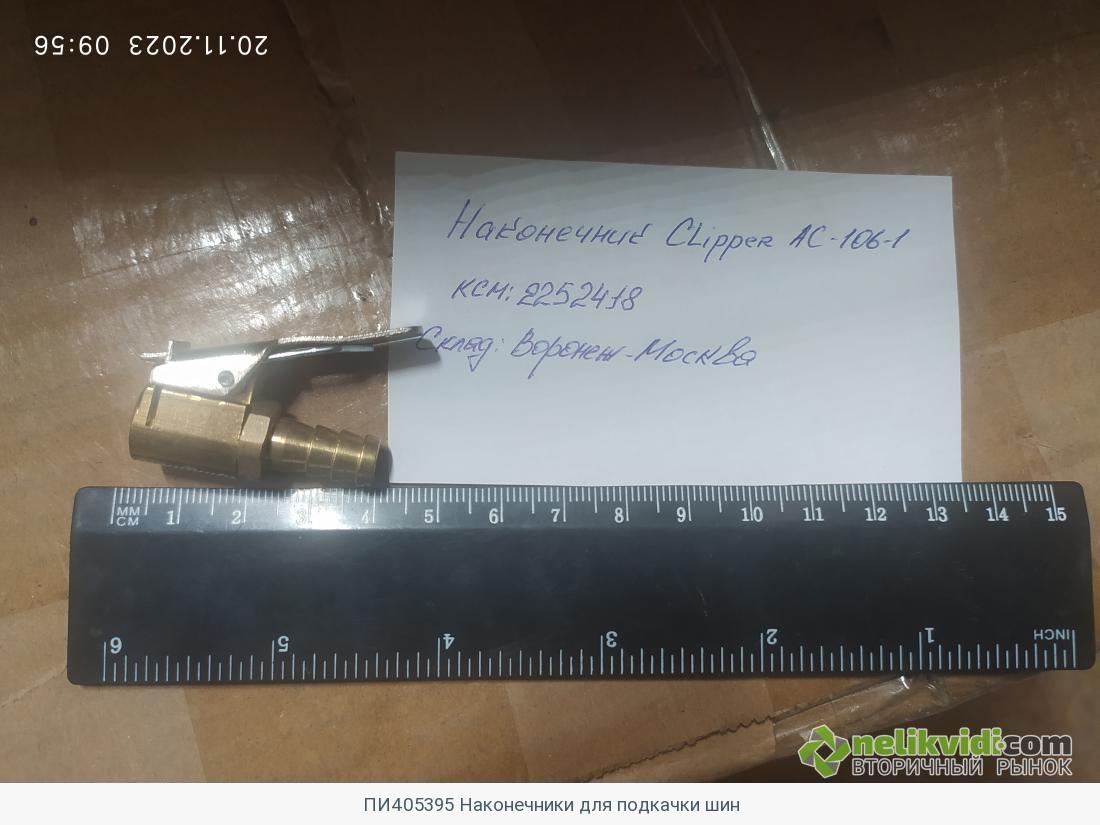 20.11.2023 09:56
Наконечник CLipper AC-106-1
КСМ: 2252418
Склад: Воронеж-Москва
MM
CM
1 2 3 4 5 6 7 8 9 10 11 12 13 14 15
6 5 4 3 2 1 INCH
nelikvidi.com
ВТОРИЧНЫЙ РЫНОК
ПИ405395 Наконечники для подкачки шин